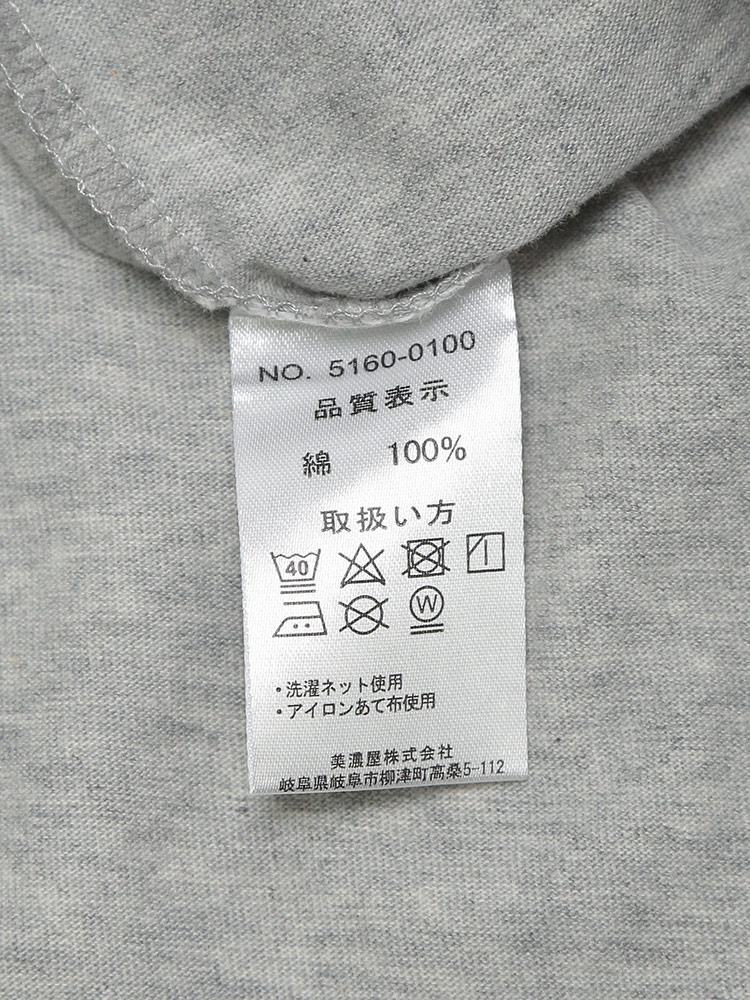 NO. 5160-0100
品質表示
綿 100%
取扱い方
40
W
・洗濯ネット使用
・アイロンあて布使用
美濃屋株式会社
岐阜県岐阜市柳津町高桑5-112